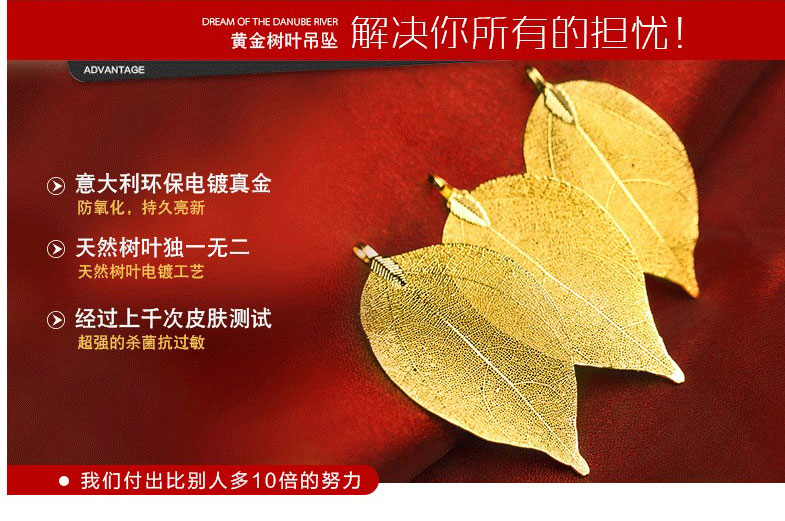 DREAM OF THE DANUBE RIVER
黄金树叶吊坠 解决你所有的担忧!
ADVANTAGE
意大利环保电镀真金
防氧化，持久亮新
天然树叶独一无二
天然树叶电镀工艺
经过上千次皮肤测试
超强的杀菌抗过敏
我们付出比别人多10倍的努力